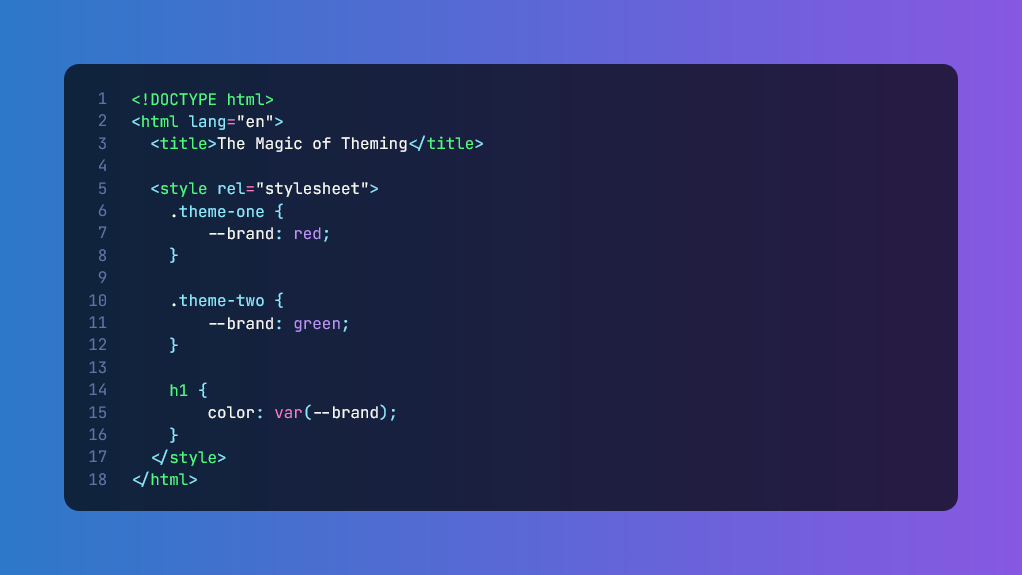 1 <!DOCTYPE html>
2 <html lang="en">
3   <title>The Magic of Theming</title>
4
5   <style rel="stylesheet">
6     .theme-one {
7         --brand: red;
8     }
9
10     .theme-two {
11         --brand: green;
12     }
13
14     h1 {
15         color: var(--brand);
16     }
17   </style>
18 </html>